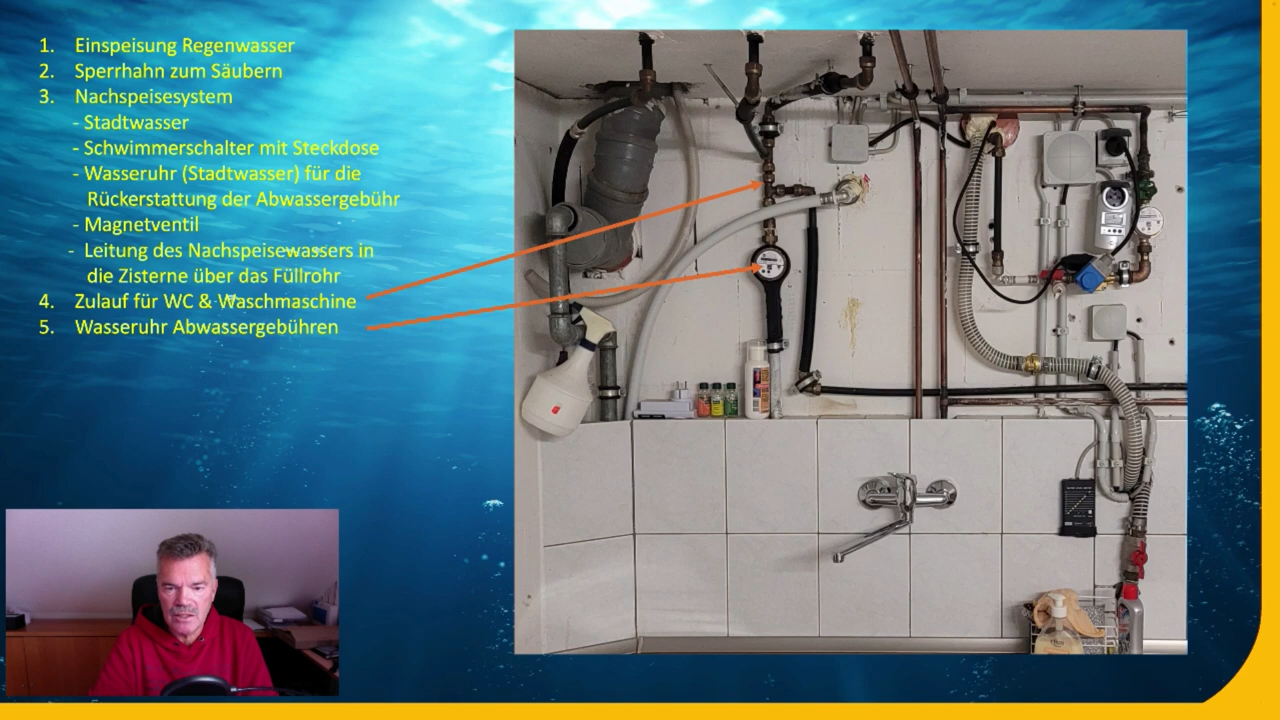 1. Einspeisung Regenwasser
2. Sperrhahn zum Säubern
3. Nachspeisesystem
- Stadtwasser
- Schwimmerschalter mit Steckdose
- Wasseruhr (Stadtwasser) für die
Rückerstattung der Abwassergebühr
- Magnetventil
- Leitung des Nachspeisewassers in
die Zisterne über das Füllrohr
4. Zulauf für WC & Waschmaschine
5. Wasseruhr Abwassergebühren